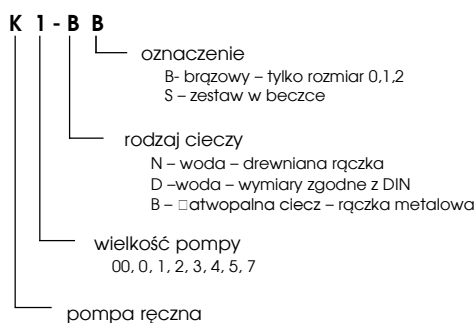 K 1 - B B
oznaczenie
B- brązowy – tylko rozmiar 0,1,2
S – zestaw w beczce
rodzaj cieczy
N – woda – drewniana rączka
D –woda – wymiary zgodne z DIN
B – □atwopalna ciecz – rączka metalowa
wielkość pompy
00, 0, 1, 2, 3, 4, 5, 7
pompa ręczna